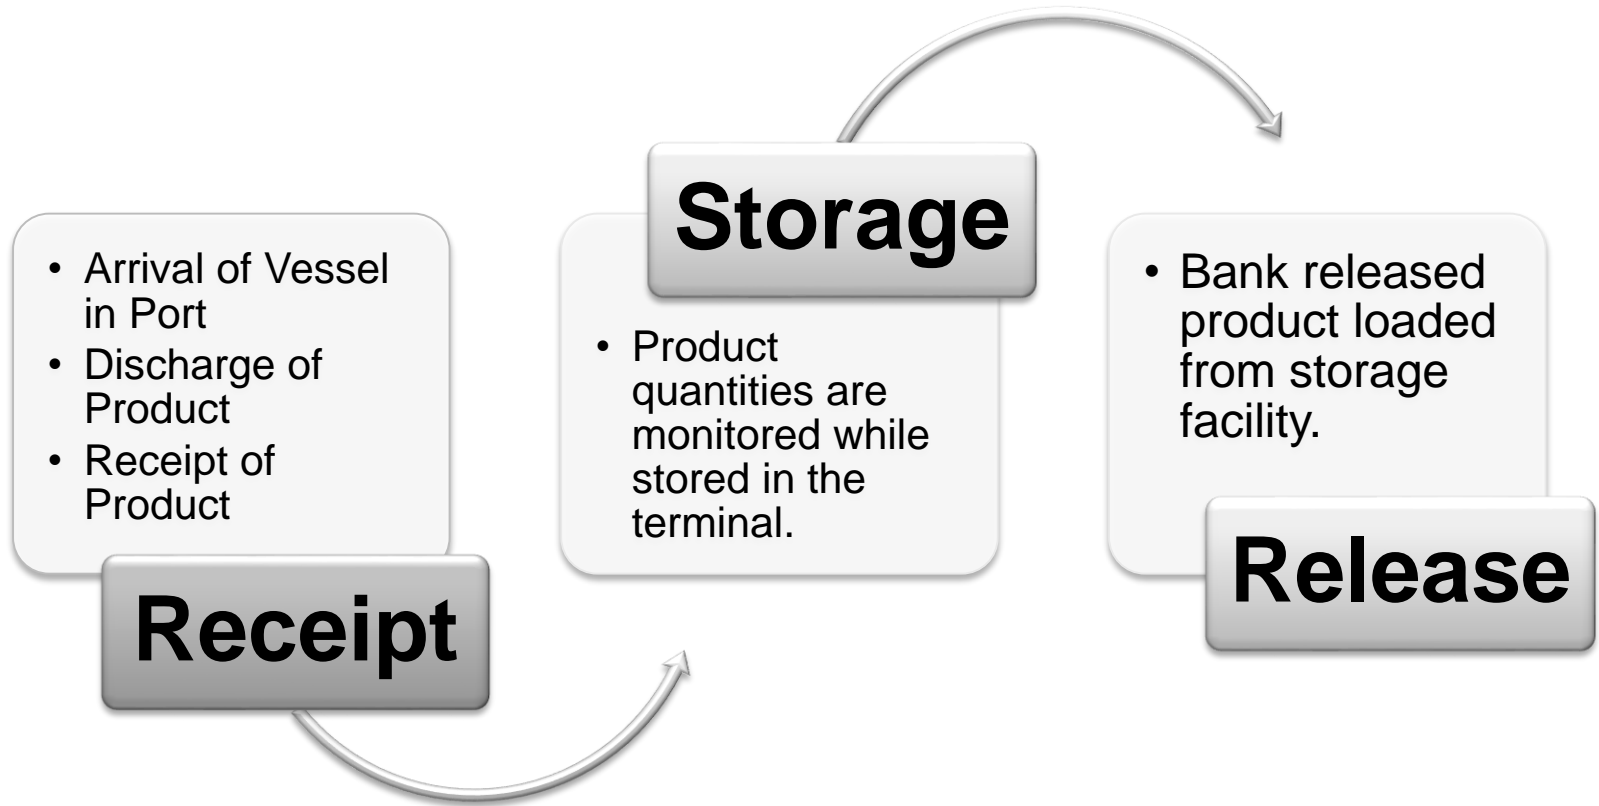 • Arrival of Vessel
in Port
• Discharge of
Product
• Receipt of
Product
Receipt
Storage
• Product
quantities are
monitored while
stored in the
terminal.
• Bank released
product loaded
from storage
facility.
Release